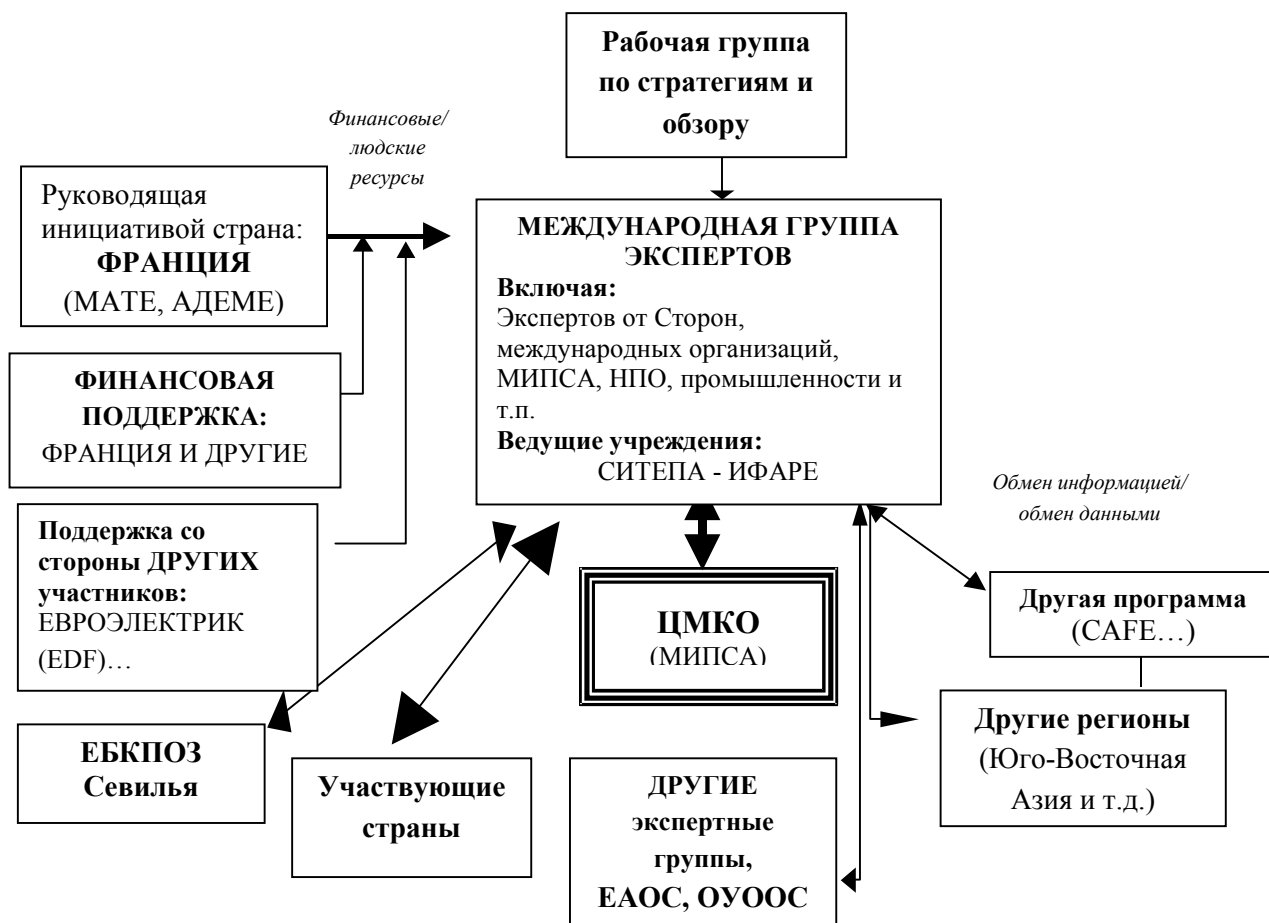 Рабочая группа
по стратегиям и
обзору
Финансовые/
людские
ресурсы
Руководящая
инициативой страна:
ФРАНЦИЯ
(МАТЕ, АДЕМЕ)
МЕЖДУНАРОДНАЯ ГРУППА
ЭКСПЕРТОВ
Включая:
Экспертов от Сторон,
международных организаций,
МИПСА, НПО, промышленности и
т.п.
Ведущие учреждения:
СИТЕПА - ИФАРЕ
ФИНАНСОВАЯ
ПОДДЕРЖКА:
ФРАНЦИЯ И ДРУГИЕ
Поддержка со
стороны ДРУГИХ
участников:
ЕВРОЭЛЕКТРИК
(EDF)…
Обмен информацией/
обмен данными
ЦМКО
(МИПСА)
Другая программа
(CAFE…)
Другие регионы
(Юго-Восточная
Азия и т.д.)
ЕБКПОЗ
Севилья
Участвующие
страны
ДРУГИЕ
экспертные
группы,
ЕАОС, ОУООС